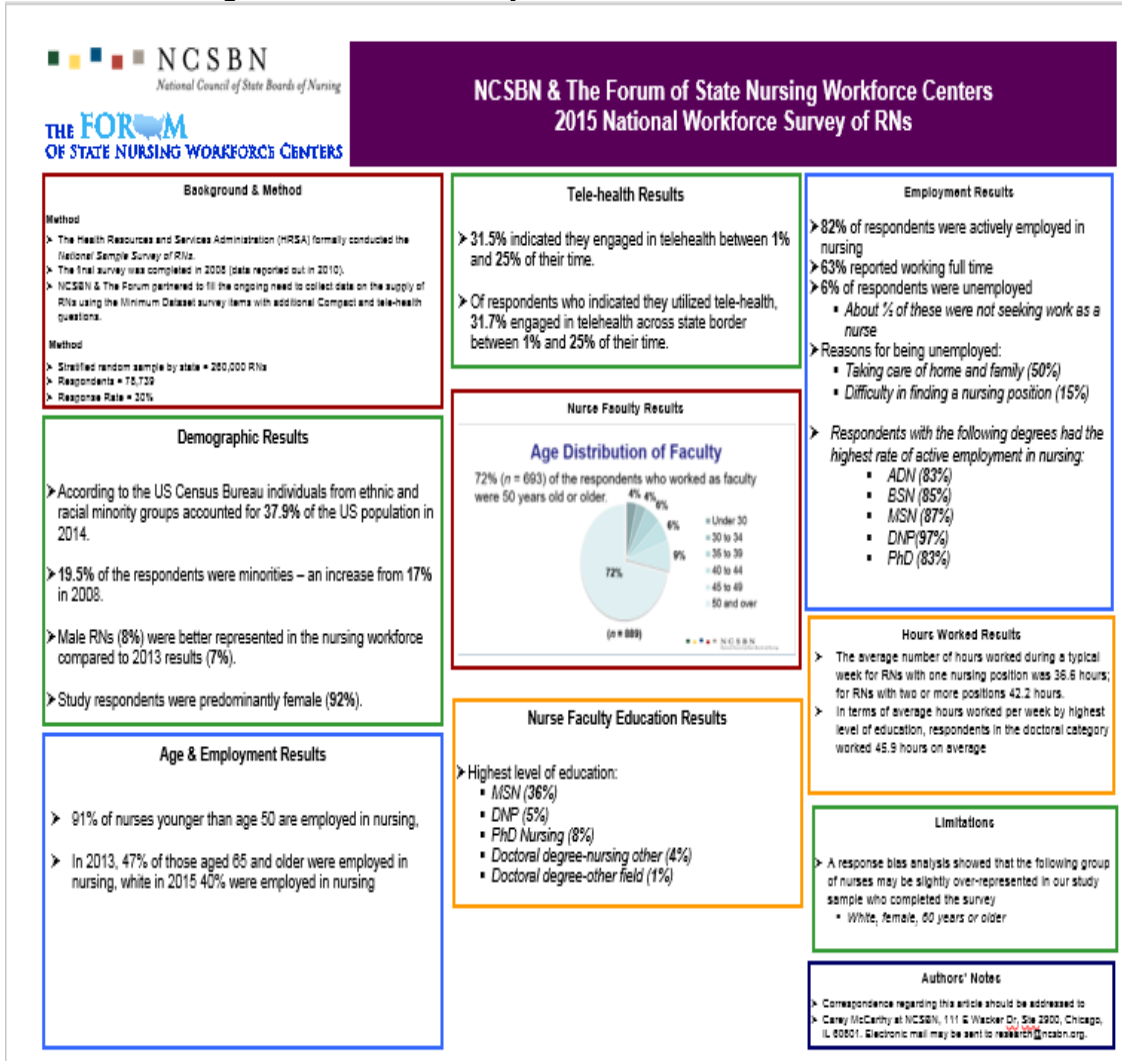 NCSBN
National Council of State Boards of Nursing
THE FORUM
OF STATE NURSING WORKFORCE CENTERS
NCSBN & The Forum of State Nursing Workforce Centers
2015 National Workforce Survey of RNs
Background & Method
Method
➢ The Health Resources and Services Administration (HRSA) formally conducted the
National Sample Survey of RNs.
➢ The final survey was completed in 2008 (data reported out in 2010).
➢ NCSBN & The Forum partnered to fill the ongoing need to collect data on the supply of
RNs using the Minimum Dataset survey items with additional Compact and tele-health
questions.
Method
➢ Stratified random sample by state = 260,000 RNs
➢ Respondents = 78,739
➢ Response Rate = 30%
Demographic Results
➢According to the US Census Bureau individuals from ethnic and
racial minority groups accounted for 37.9% of the US population in
2014.
➢19.5% of the respondents were minorities – an increase from 17%
in 2008.
➢Male RNs (8%) were better represented in the nursing workforce
compared to 2013 results (7%).
➢Study respondents were predominantly female (92%).
Age & Employment Results
➢ 91% of nurses younger than age 50 are employed in nursing,
➢ In 2013, 47% of those aged 65 and older were employed in
nursing, white in 2015 40% were employed in nursing
Tele-health Results
➢31.5% indicated they engaged in telehealth between 1%
and 25% of their time.
➢Of respondents who indicated they utilized tele-health,
31.7% engaged in telehealth across state border
between 1% and 25% of their time.
Nurse Faculty Results
Age Distribution of Faculty
72% (n = 693) of the respondents who worked as faculty
were 50 years old or older.
4% 4% 6%
6%
9%
72%
Under 30
30 to 34
35 to 39
40 to 44
45 to 49
50 and over
(n = 889)
NCSBN
Nurse Faculty Education Results
➢Highest level of education:
▪ MSN (36%)
▪ DNP (5%)
▪ PhD Nursing (8%)
▪ Doctoral degree-nursing other (4%)
▪ Doctoral degree-other field (1%)
Employment Results
➢82% of respondents were actively employed in
nursing
➢63% reported working full time
➢6% of respondents were unemployed
▪ About of these were not seeking work as a
nurse
➢Reasons for being unemployed:
▪ Taking care of home and family (50%)
▪ Difficulty in finding a nursing position (15%)
➢ Respondents with the following degrees had the
highest rate of active employment in nursing:
▪ ADN (83%)
▪ BSN (85%)
▪ MSN (87%)
▪ DNP(97%)
▪ PhD (83%)
Hours Worked Results
➢ The average number of hours worked during a typical
week for RNs with one nursing position was 36.6 hours;
for RNs with two or more positions 42.2 hours.
➢ In terms of average hours worked per week by highest
level of education, respondents in the doctoral category
worked 45.9 hours on average
Limitations
➢ A response bias analysis showed that the following group
of nurses may be slightly over-represented in our study
sample who completed the survey
▪ White, female, 60 years or older
Authors' Notes
➢ Correspondence regarding this article should be addressed to
➢ Carey McCarthy at NCSBN, 111 E Wacker Dr, Ste 2900, Chicago,
IL 60601. Electronic mail may be sent to research@ncsbn.org.